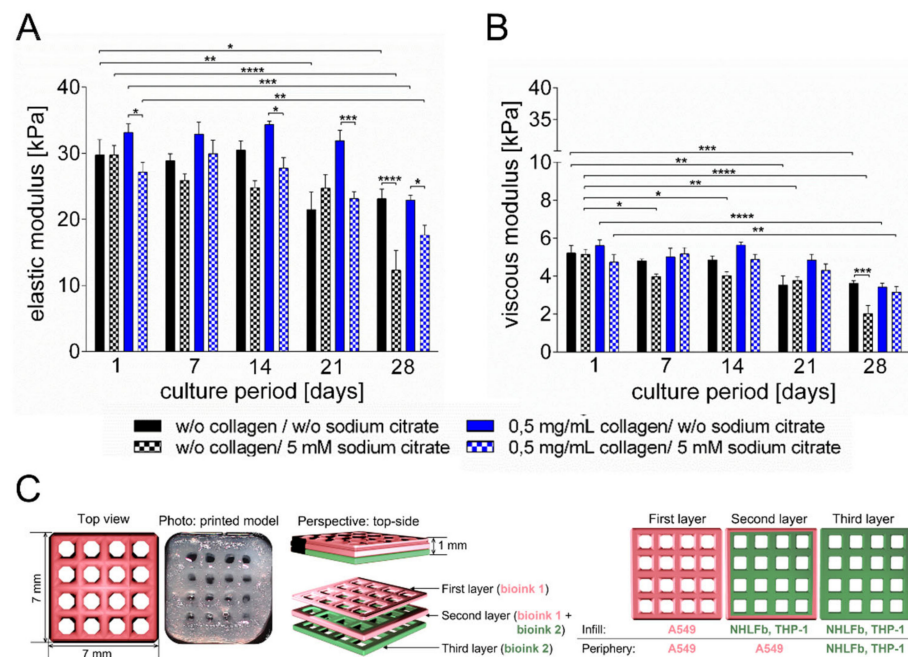 A
B
elastic modulus [kPa]
40
30
20
10
0
* ** **** *** **
* * *** **** *
1 7 14 21 28
culture period [days]
viscous modulus [kPa]
40
35
10
8
6
4
2
0
*** ** **** ** * * **** **
***
1 7 14 21 28
culture period [days]
w/o collagen / w/o sodium citrate
w/o collagen/ 5 mM sodium citrate
0,5 mg/mL collagen/ w/o sodium citrate
0,5 mg/mL collagen/ 5 mM sodium citrate
C
Top view
7 mm
7 mm
Photo: printed model
Perspective: top-side
1 mm
First layer (bioink 1)
Second layer (bioink 1 +
bioink 2)
Third layer (bioink 2)
First layer Second layer Third layer
Infill: A549 NHLFb, THP-1 NHLFb, THP-1
Periphery: A549 A549 NHLFb, THP-1